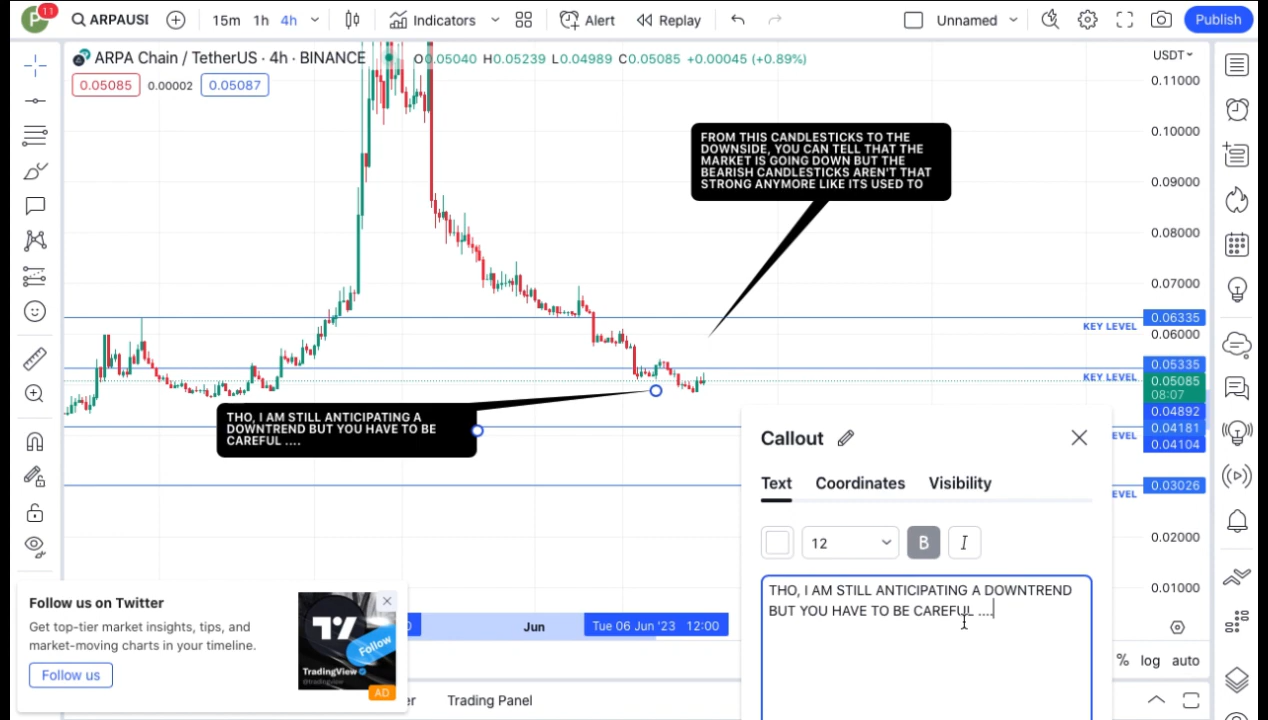 P
11
ARPAUSI
15m
1h
4h
Indicators
Alert
Replay
Unnamed
Publish
ARPA Chain / TetherUS · 4h · BINANCE
O0.05040 H0.05239 L0.04989 C0.05085 +0.00045 (+0.89%)
USDT
0.05085
0.00002
0.05087
0.11000
0.10000
0.09000
0.08000
0.07000
0.06335
0.06000
0.05335
0.05085
08:07
0.04892
0.04181
0.04104
0.03026
0.02000
0.01000
FROM THIS CANDLESTICKS TO THE
DOWNSIDE, YOU CAN TELL THAT THE
MARKET IS GOING DOWN BUT THE
BEARISH CANDLESTICKS AREN'T THAT
STRONG ANYMORE LIKE ITS USED TO
KEY LEVEL
KEY LEVEL
EVEL
EVEL
THO, I AM STILL ANTICIPATING A
DOWNTREND BUT YOU HAVE TO BE
CAREFUL ....
Callout
Text
Coordinates
Visibility
12
B
I
THO, I AM STILL ANTICIPATING A DOWNTREND
BUT YOU HAVE TO BE CAREFUL ....
Follow us on Twitter
Get top-tier market insights, tips, and
market-moving charts in your timeline.
Follow us
Follow
TradingView
@tradingview
AD
0
Jun
Tue 06 Jun '23 12:00
%
log
auto
er
Trading Panel